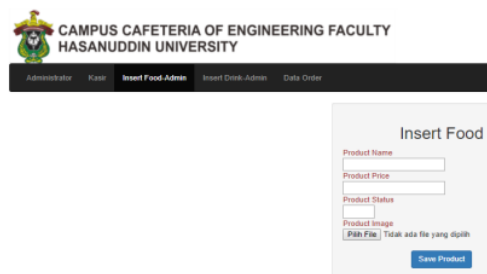 CAMPUS CAFETERIA OF ENGINEERING FACULTY
HASANUDDIN UNIVERSITY
Administrator Kasir Insert Food-Admin Insert Drink-Admin Data Order
Insert Food
Product Name
Product Price
Product Status
Product Image
Pilih File Tidak ada file yang dipilih
Save Product